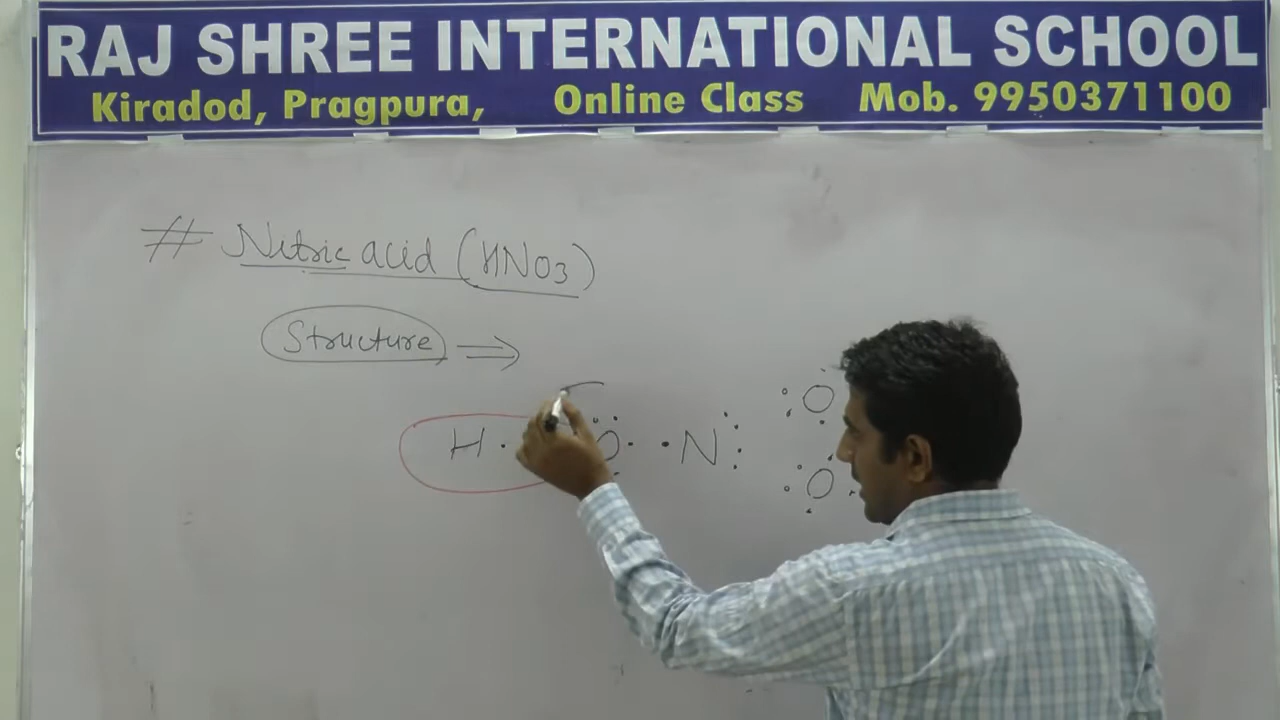 RAJ SHREE INTERNATIONAL SCHOOL
Kiradod, Pragpura, Online Class Mob. 9950371100
# Nitric acid (HNO3)
Structure ⇒
H · O · · N O
O